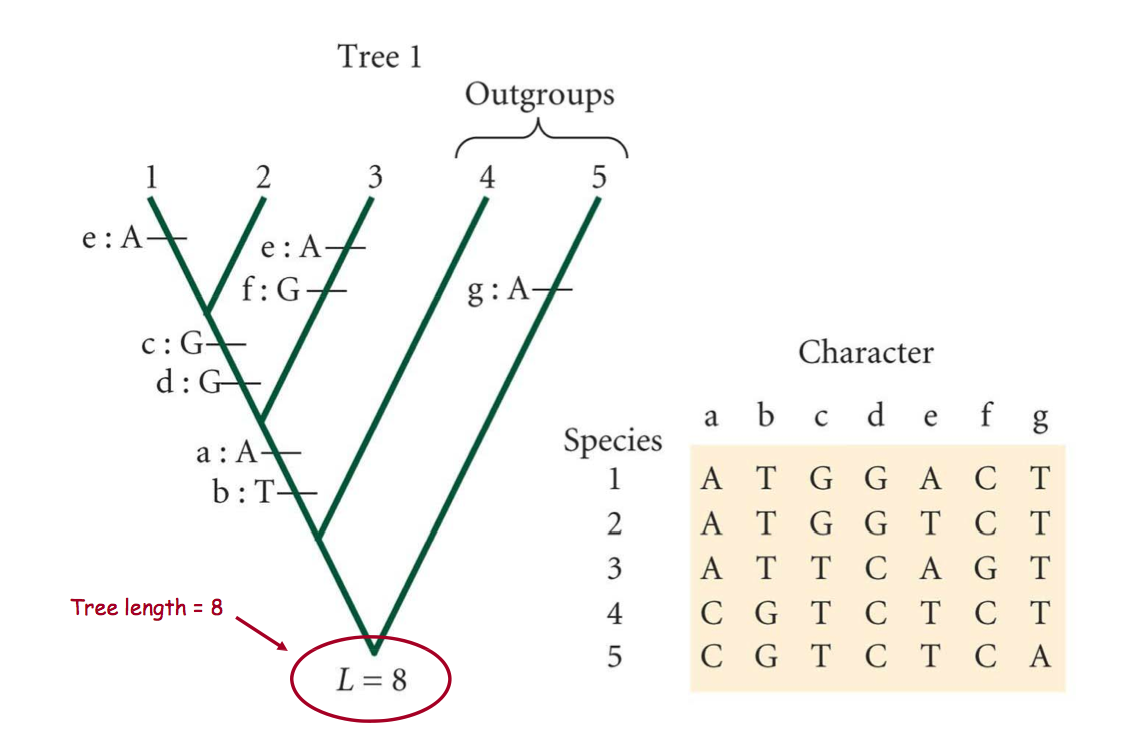 Tree 1
Outgroups
1 2 3 4 5
e : A
e : A
f : G
g : A
c : G
d : G
a : A
b : T
Tree length = 8
L = 8
Character
a b c d e f g
Species
1 A T G G A C T
2 A T G G T C T
3 A T T C A G T
4 C G T C T C T
5 C G T C T C A